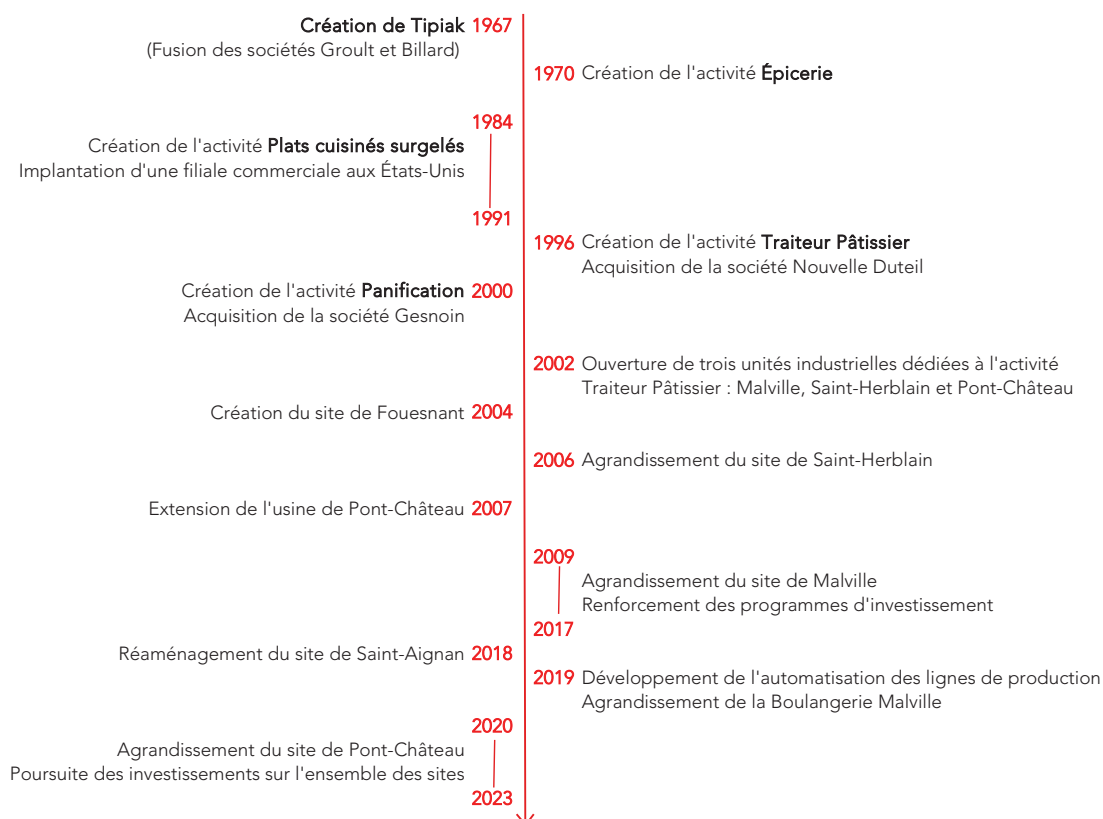 Création de Tipiak 1967
(Fusion des sociétés Groult et Billard)
1970 Création de l'activité Épicerie
1984
Création de l'activité Plats cuisinés surgelés
Implantation d'une filiale commerciale aux États-Unis
1991
1996 Création de l'activité Traiteur Pâtissier
Acquisition de la société Nouvelle Duteil
Création de l'activité Panification 2000
Acquisition de la société Gesnoin
2002 Ouverture de trois unités industrielles dédiées à l'activité
Traiteur Pâtissier : Malville, Saint-Herblain et Pont-Château
Création du site de Fouesnant 2004
2006 Agrandissement du site de Saint-Herblain
Extension de l'usine de Pont-Château 2007
2009
Agrandissement du site de Malville
Renforcement des programmes d'investissement
2017
Réaménagement du site de Saint-Aignan 2018
2019 Développement de l'automatisation des lignes de production
Agrandissement de la Boulangerie Malville
2020
Agrandissement du site de Pont-Château
Poursuite des investissements sur l'ensemble des sites
2023